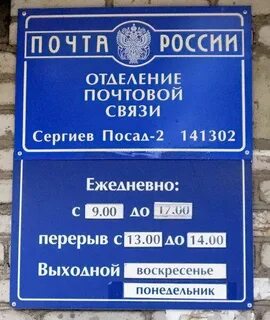 ПОЧТА РОССИИ
ОТДЕЛЕНИЕ
ПОЧТОВОЙ
СВЯЗИ
Сергиев Посад-2 141302
Ежедневно:
с 9.00 до 17.00
перерыв с 13.00 до 14.00
Выходной воскресенье
понедельник